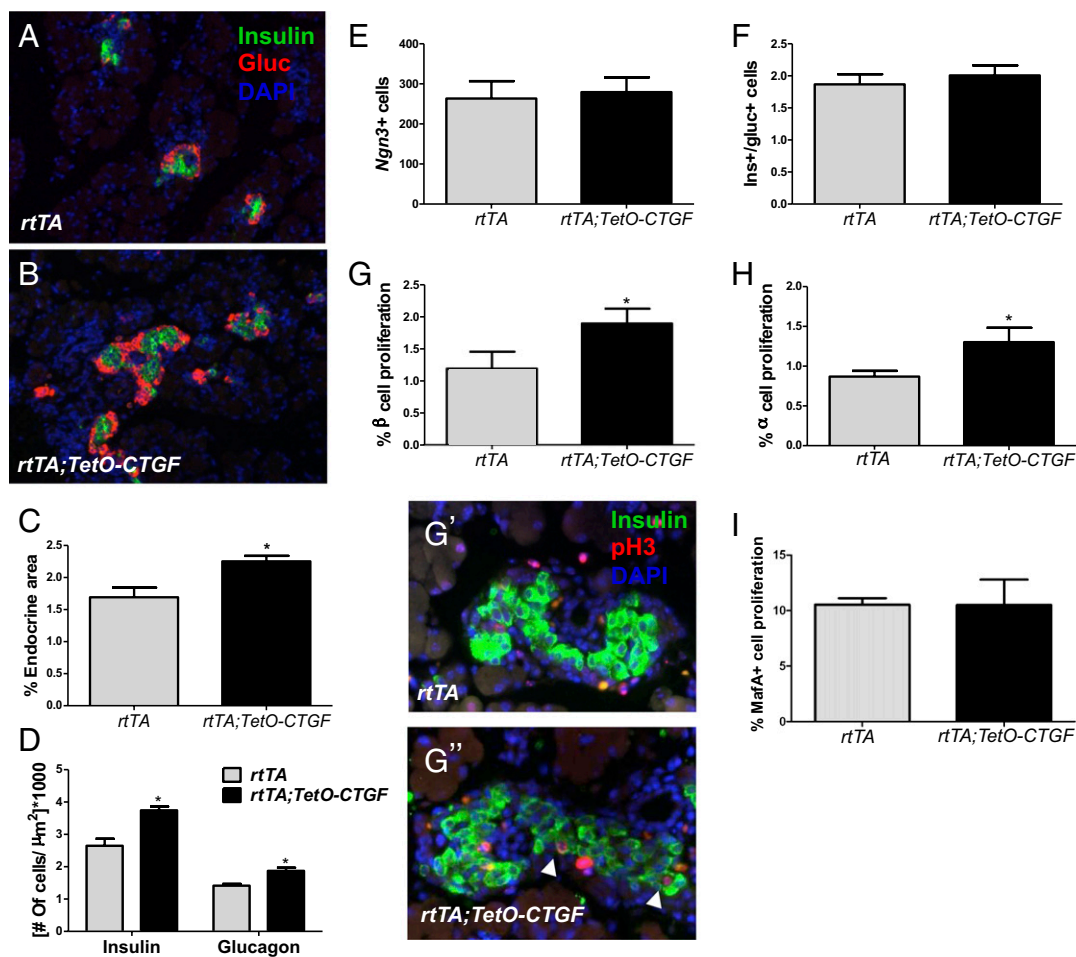 A
Insulin
Gluc
DAPI
rtTA
B
rtTA;TetO-CTGF
C
% Endocrine area
2.5
2.0
1.5
1.0
0.5
0.0
*
rtTA
rtTA;TetO-CTGF
D
[# Of cells/ μm²]*1000
5
4
3
2
1
0
*
*
rtTA
rtTA;TetO-CTGF
Insulin
Glucagon
E
Ngn3+ cells
400
300
200
100
0
rtTA
rtTA;TetO-CTGF
F
Ins+/gluc+ cells
2.5
2.0
1.5
1.0
0.5
0.0
rtTA
rtTA;TetO-CTGF
G
% β cell proliferation
2.5
2.0
1.5
1.0
0.5
0.0
*
rtTA
rtTA;TetO-CTGF
H
% α cell proliferation
2.0
1.5
1.0
0.5
0.0
*
rtTA
rtTA;TetO-CTGF
G'
Insulin
pH3
DAPI
rtTA
G''
rtTA;TetO-CTGF
I
% MafA+ cell proliferation
15
10
5
0
rtTA
rtTA;TetO-CTGF